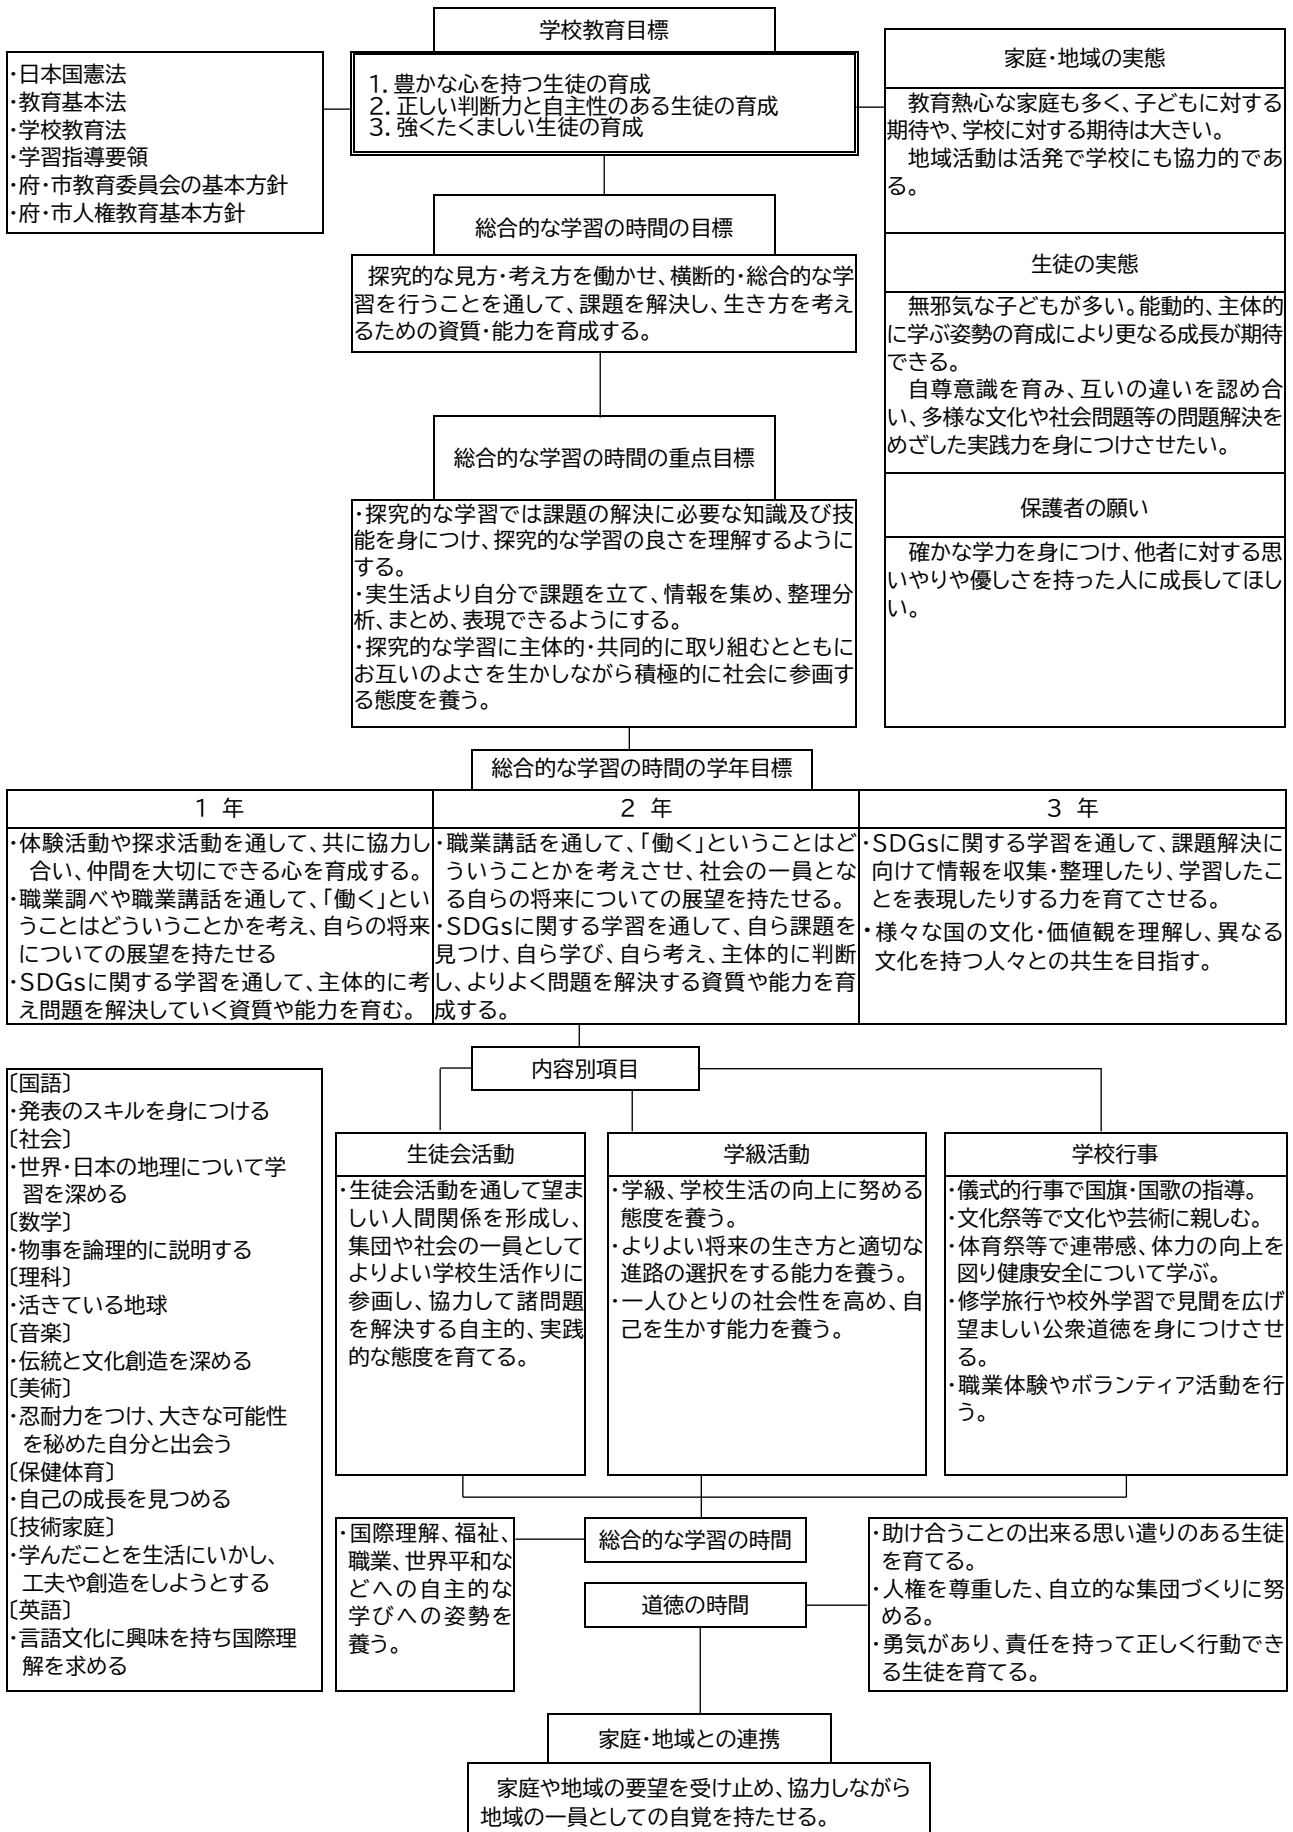 学校教育目標
・日本国憲法
・教育基本法
・学校教育法
・学習指導要領
・府・市教育委員会の基本方針
・府・市人権教育基本方針
1．豊かな心を持つ生徒の育成
2．正しい判断力と自主性のある生徒の育成
3．強くたくましい生徒の育成
家庭・地域の実態
教育熱心な家庭も多く、子どもに対する
期待や、学校に対する期待は大きい。
地域活動は活発で学校にも協力的であ
る。
総合的な学習の時間の目標
探究的な見方・考え方を働かせ、横断的・総合的な学
習を行うことを通して、課題を解決し、生き方を考え
るための資質・能力を育成する。
生徒の実態
無邪気な子どもが多い。能動的、主体的
に学ぶ姿勢の育成により更なる成長が期待
できる。
自尊意識を育み、互いの違いを認め合
い、多様な文化や社会問題等の問題解決を
めざした実践力を身につけさせたい。
総合的な学習の時間の重点目標
・探究的な学習では課題の解決に必要な知識及び技
能を身につけ、探究的な学習の良さを理解するように
する。
・実生活より自分で課題を立て、情報を集め、整理分
析、まとめ、表現できるようにする。
・探究的な学習に主体的・共同的に取り組むとともに
お互いのよさを生かしながら積極的に社会に参画す
る態度を養う。
保護者の願い
確かな学力を身につけ、他者に対する思
いやりや優しさを持った人に成長してほし
い。
総合的な学習の時間の学年目標
1 年
・体験活動や探求活動を通して、共に協力し
合い、仲間を大切にできる心を育成する。
・職業調べや職業講話を通して、「働く」とい
うことはどういうことかを考え、自らの将来
についての展望を持たせる
・SDGsに関する学習を通して、主体的に考
え問題を解決していく資質や能力を育む。
2 年
・職業講話を通して、「働く」ということはど
ういうことかを考えさせ、社会の一員とな
る自らの将来についての展望を持たせる。
・SDGsに関する学習を通して、自ら課題を
見つけ、自ら学び、自ら考え、主体的に判断
し、よりよく問題を解決する資質や能力を育
成する。
3 年
・SDGsに関する学習を通して、課題解決に
向けて情報を収集・整理したり、学習したこ
とを表現したりする力を育てさせる。
・様々な国の文化・価値観を理解し、異なる
文化を持つ人々との共生を目指す。
内容別項目
〔国語〕
・発表のスキルを身につける
〔社会〕
・世界・日本の地理について学
習を深める
〔数学〕
・物事を論理的に説明する
〔理科〕
・活きている地球
〔音楽〕
・伝統と文化創造を深める
〔美術〕
・忍耐力をつけ、大きな可能性
を秘めた自分と出会う
〔保健体育〕
・自己の成長を見つめる
〔技術家庭〕
・学んだことを生活にいかし、
工夫や創造をしようとする
〔英語〕
・言語文化に興味を持ち国際理
解を求める
生徒会活動
・生徒会活動を通して望ま
しい人間関係を形成し、
集団や社会の一員として
よりよい学校生活作りに
参画し、協力して諸問題
を解決する自主的、実践
的な態度を育てる。
学級活動
・学級、学校生活の向上に努める
態度を養う。
・よりよい将来の生き方と適切な
進路の選択をする能力を養う。
・一人ひとりの社会性を高め、自
己を生かす能力を養う。
学校行事
・儀式的行事で国旗・国歌の指導。
・文化祭等で文化や芸術に親しむ。
・体育祭等で連帯感、体力の向上を
図り健康安全について学ぶ。
・修学旅行や校外学習で見聞を広げ
望ましい公衆道徳を身につけさせ
る。
・職業体験やボランティア活動を行
う。
・国際理解、福祉、
職業、世界平和な
どへの自主的な
学びへの姿勢を
養う。
総合的な学習の時間
道徳の時間
・助け合うことの出来る思い遣りのある生徒
を育てる。
・人権を尊重した、自立的な集団づくりに努
める。
・勇気があり、責任を持って正しく行動でき
る生徒を育てる。
家庭・地域との連携
家庭や地域の要望を受け止め、協力しながら
地域の一員としての自覚を持たせる。